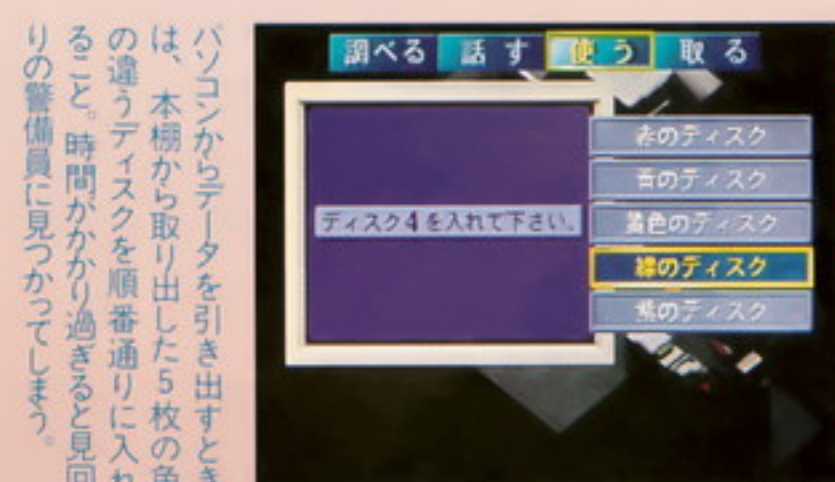 パソコンからデータを引き出すとき
は、本棚から取り出した5枚の色
の違うディスクを順番通りに入れ
ること。時間がかかり過ぎると見回
りの警備員に見つかってしまう。
調べる 話す 使う 取る
ディスク4を入れて下さい。
赤のディスク
青のディスク
黄色のディスク
緑のディスク
紫のディスク